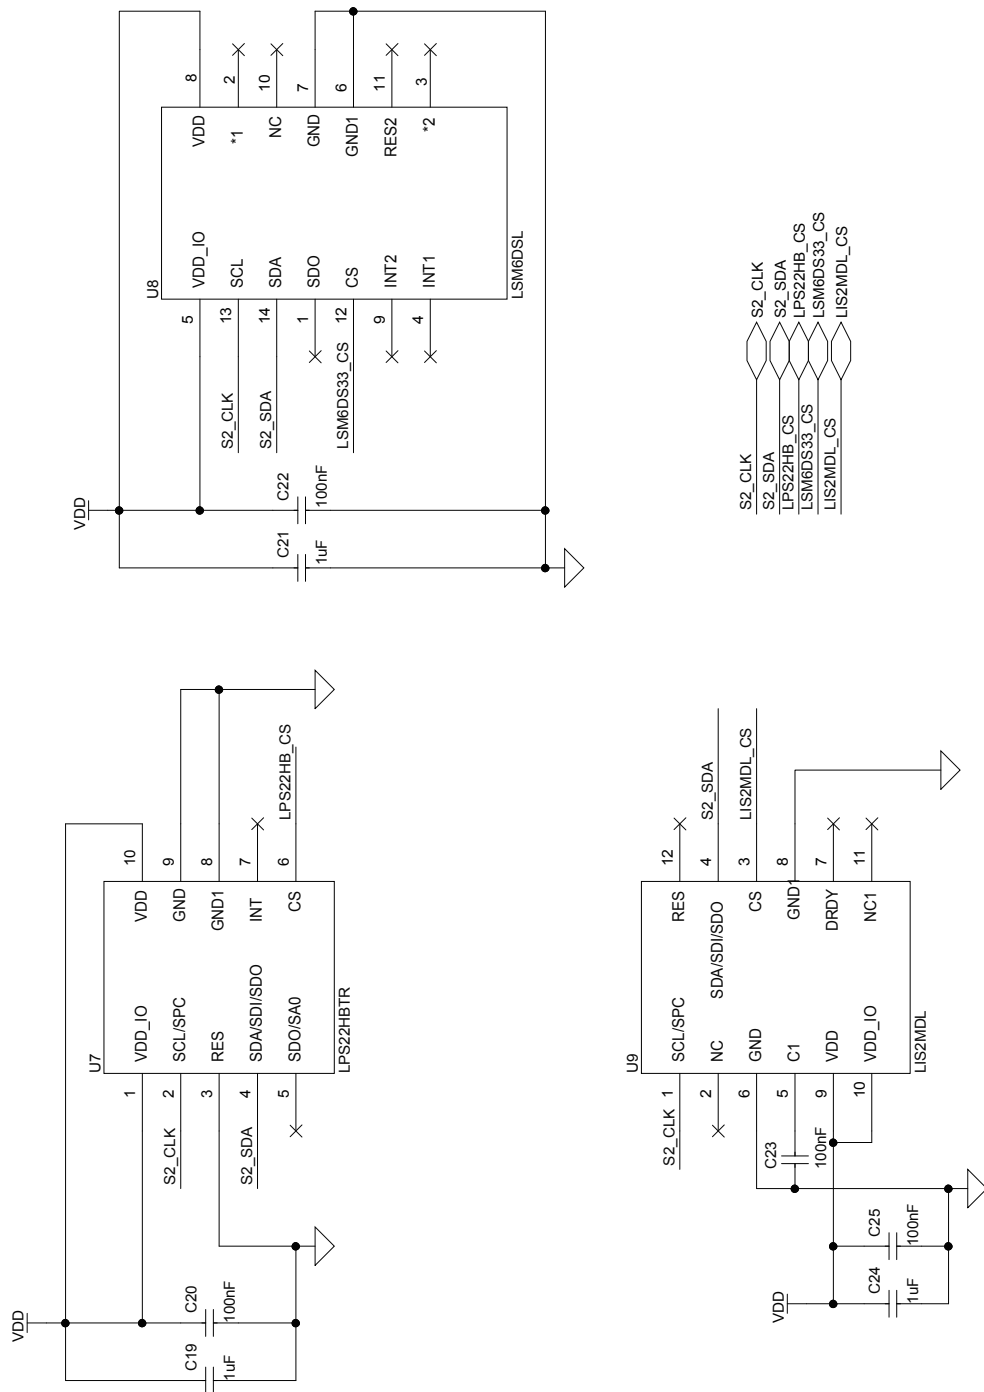 VDD
C21
1uF
C22
100nF
S2_CLK
S2_SDA
LSM6DS33_CS
U8
5
VDD_IO
13
SCL
14
SDA
1
SDO
12
CS
9
INT2
4
INT1
VDD
8
*1
2
NC
10
GND
7
GND1
6
RES2
11
*2
3
LSM6DSL
S2_CLK
S2_CLK
S2_SDA
S2_SDA
LPS22HB_CS
LPS22HB_CS
LSM6DS33_CS
LSM6DS33_CS
LIS2MDL_CS
LIS2MDL_CS
VDD
C19
1uF
C20
100nF
S2_CLK
S2_SDA
U7
1
VDD_IO
2
SCL/SPC
3
RES
4
SDA/SDI/SDO
5
SDO/SA0
VDD
10
GND
9
GND1
8
INT
7
CS
6
LPS22HB_CS
LPS22HBTR
VDD
C24
1uF
C25
100nF
C23
100nF
S2_CLK
U9
1
SCL/SPC
2
NC
6
GND
5
C1
9
VDD
10
VDD_IO
RES
12
SDA/SDI/SDO
4
S2_SDA
CS
3
LIS2MDL_CS
GND1
8
DRDY
7
NC1
11
LIS2MDL